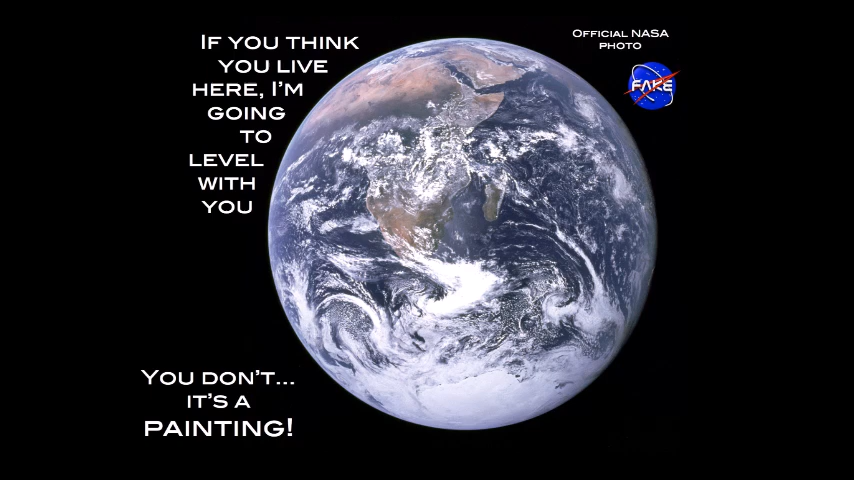 If you think
you live
here, I'm
going
to
level
with
you
Official NASA
photo
FAKE
You don't...
it's a
painting!